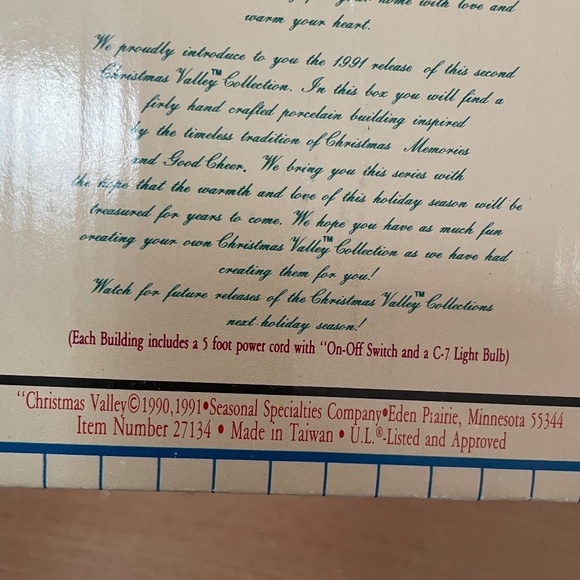 your home with love and
warm your heart.
We proudly introduce to you the 1991 release of this second
Christmas Valley™ Collection. In this box you will find a
firly hand crafted porcelain building inspired
by the timeless tradition of Christmas Memories
and Good Cheer. We bring you this series with
the hope that the warmth and love of this holiday season will be
treasured for years to come. We hope you have as much fun
creating your own Christmas Valley™ Collection as we have had
creating them for you!
Watch for future releases of the Christmas Valley™ Collections
next holiday season!
(Each Building includes a 5 foot power cord with "On-Off Switch and a C-7 Light Bulb)
"Christmas Valley©1990,1991•Seasonal Specialties Company•Eden Prairie, Minnesota 55344
Item Number 27134 • Made in Taiwan • U.L.®-Listed and Approved